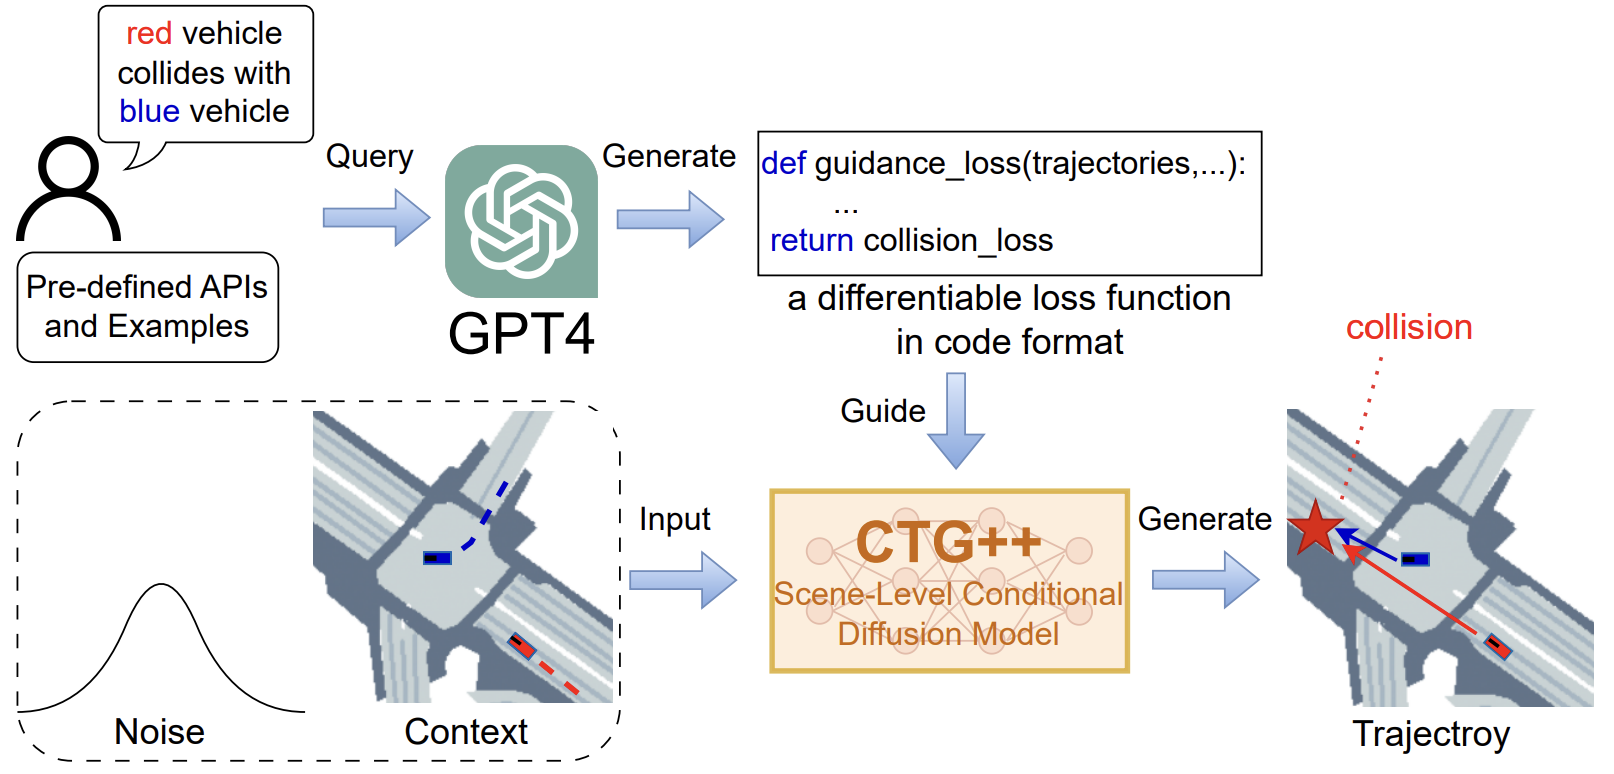 red vehicle
collides with
blue vehicle
Pre-defined APIs
and Examples
Query
GPT4
Generate
def guidance_loss(trajectories,...):
...
return collision_loss
a differentiable loss function
in code format
Guide
Noise
Context
Input
CTG++
Scene-Level Conditional
Diffusion Model
Generate
collision
Trajectroy